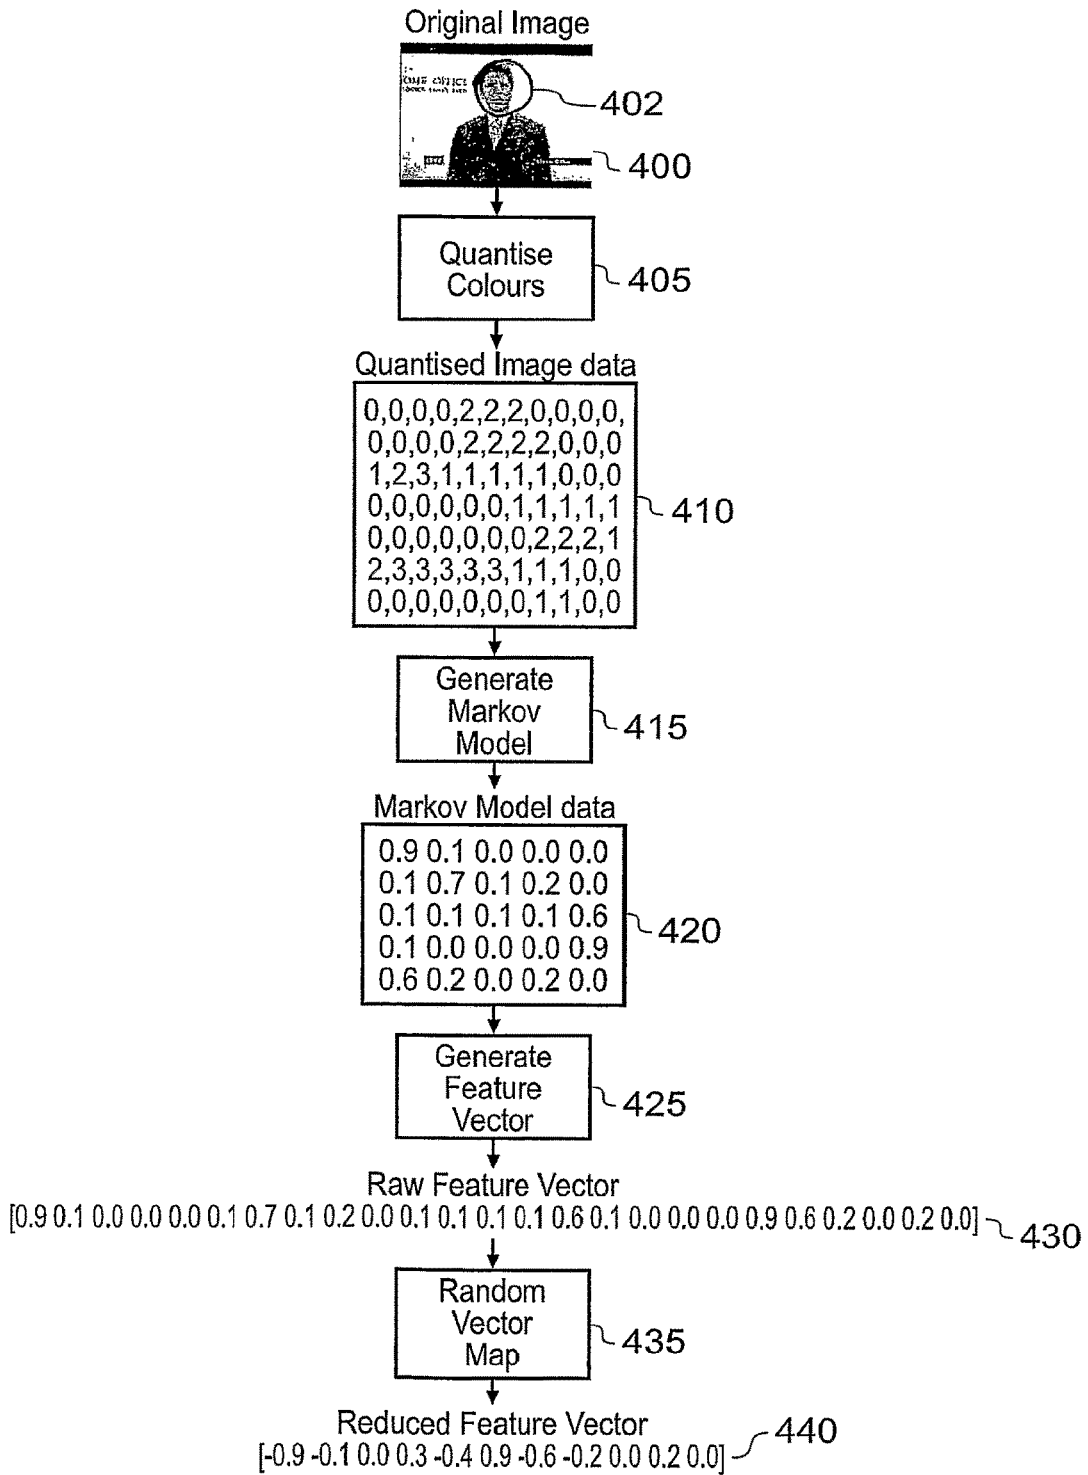 Original Image
402
400
Quantise
Colours
405
Quantised Image data
0,0,0,0,2,2,2,0,0,0,0,
0,0,0,0,2,2,2,2,0,0,0
1,2,3,1,1,1,1,1,0,0,0
0,0,0,0,0,0,1,1,1,1,1
0,0,0,0,0,0,0,2,2,2,1
2,3,3,3,3,3,1,1,1,0,0
0,0,0,0,0,0,0,1,1,0,0
410
Generate
Markov
Model
415
Markov Model data
0.9 0.1 0.0 0.0 0.0
0.1 0.7 0.1 0.2 0.0
0.1 0.1 0.1 0.1 0.6
0.1 0.0 0.0 0.0 0.9
0.6 0.2 0.0 0.2 0.0
420
Generate
Feature
Vector
425
Raw Feature Vector
[0.9 0.1 0.0 0.0 0.0 0.1 0.7 0.1 0.2 0.0 0.1 0.1 0.1 0.1 0.6 0.1 0.0 0.0 0.0 0.9 0.6 0.2 0.0 0.2 0.0]
430
Random
Vector
Map
435
Reduced Feature Vector
[-0.9 -0.1 0.0 0.3 -0.4 0.9 -0.6 -0.2 0.0 0.2 0.0]
440